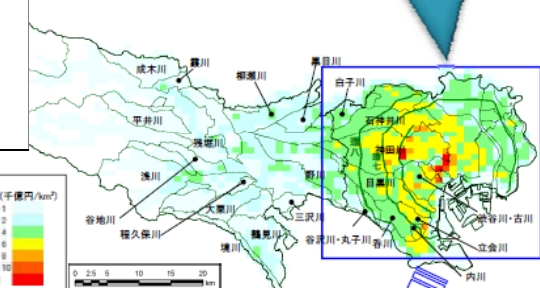 成木川
霞川
柳瀬川
黒目川
白子川
石神井川
平井川
残堀川
神田川
秋川
野川
目黒川
谷地川
大栗川
程久保川
三沢川
谷沢川・丸子川
呑川
渋谷川・古川
立会川
内川
境川
鶴見川
(千億円/km²)
1
2
4
6
8
10
0 2.5 5 10 15 20
km